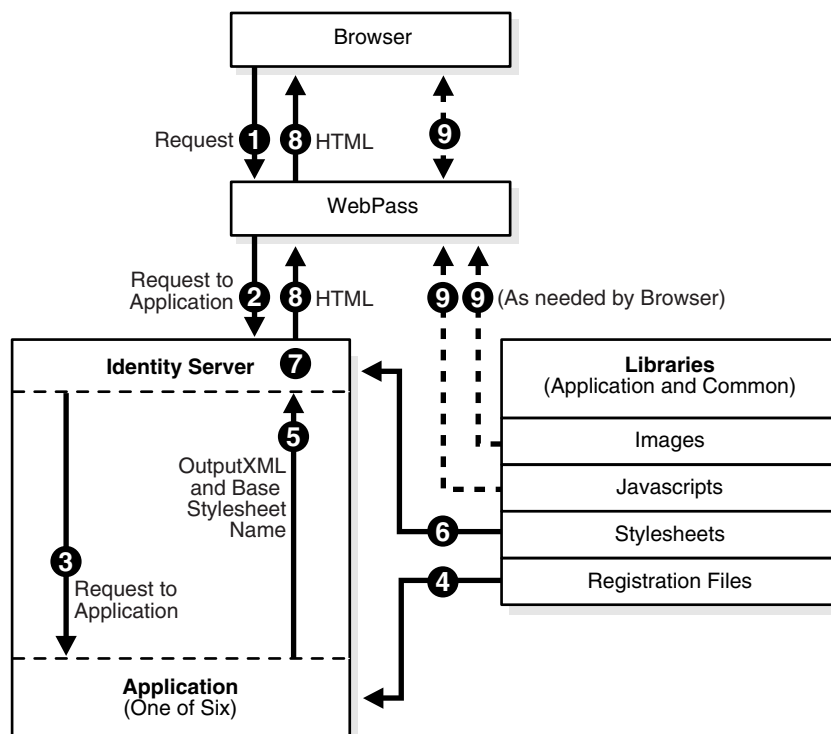 Browser
Request 1 8 HTML
9
WebPass
Request to
Application 2 8 HTML
9 9 (As needed by Browser)
Identity Server 7
Libraries
(Application and Common)
Images
Javascripts
Stylesheets
Registration Files
5
OutputXML
and Base
Stylesheet
Name
6
4
3
Request to
Application
Application
(One of Six)